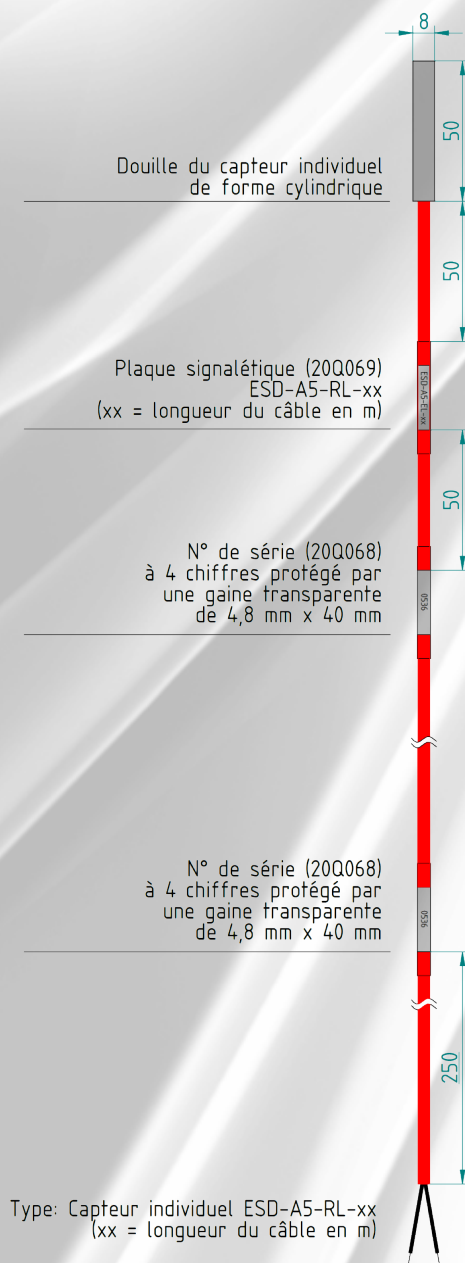 8
50
Douille du capteur individuel
de forme cylindrique
50
Plaque signalétique (20Q069)
ESD-A5-RL-xx
(xx = longueur du câble en m)
ESD-A5-EL-xx
50
N° de série (20Q068)
à 4 chiffres protégé par
une gaine transparente
de 4,8 mm x 40 mm
0536
N° de série (20Q068)
à 4 chiffres protégé par
une gaine transparente
de 4,8 mm x 40 mm
0536
250
Type: Capteur individuel ESD-A5-RL-xx
(xx = longueur du câble en m)